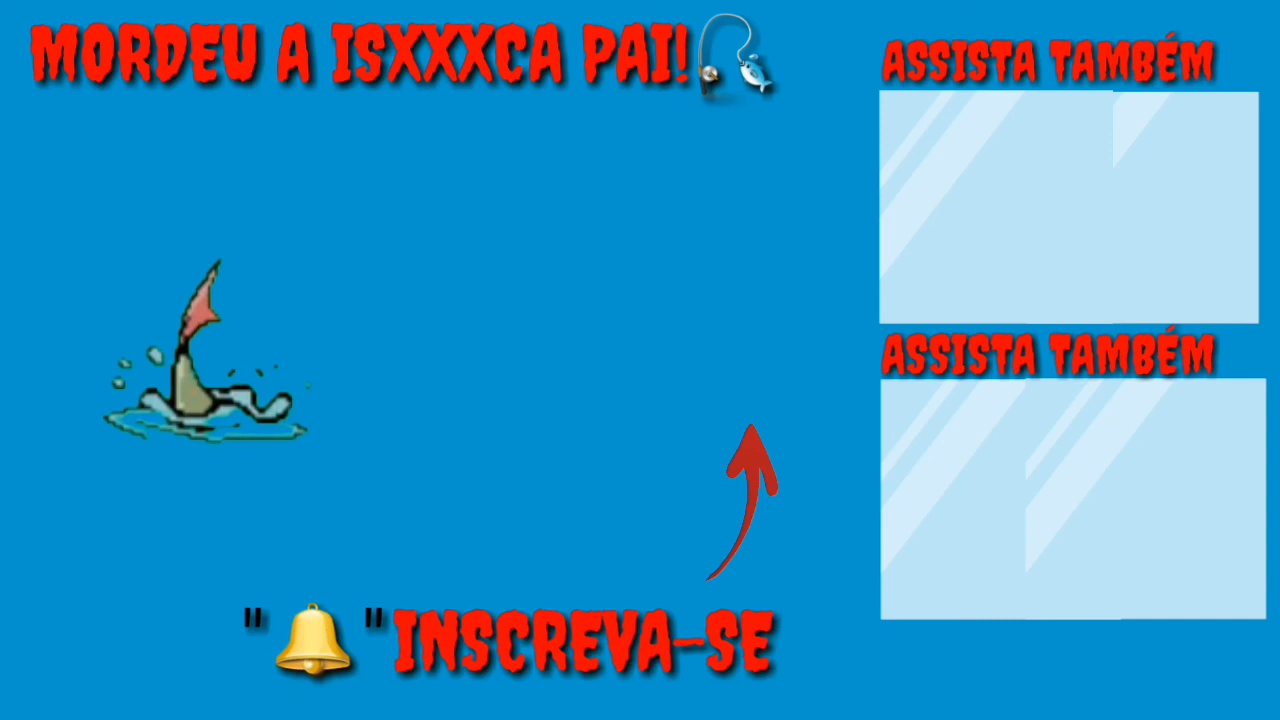 MORDEU A ISXXXCA PAI!🎣
ASSISTA TAMBÉM
ASSISTA TAMBÉM
"🔔"INSCREVA-SE